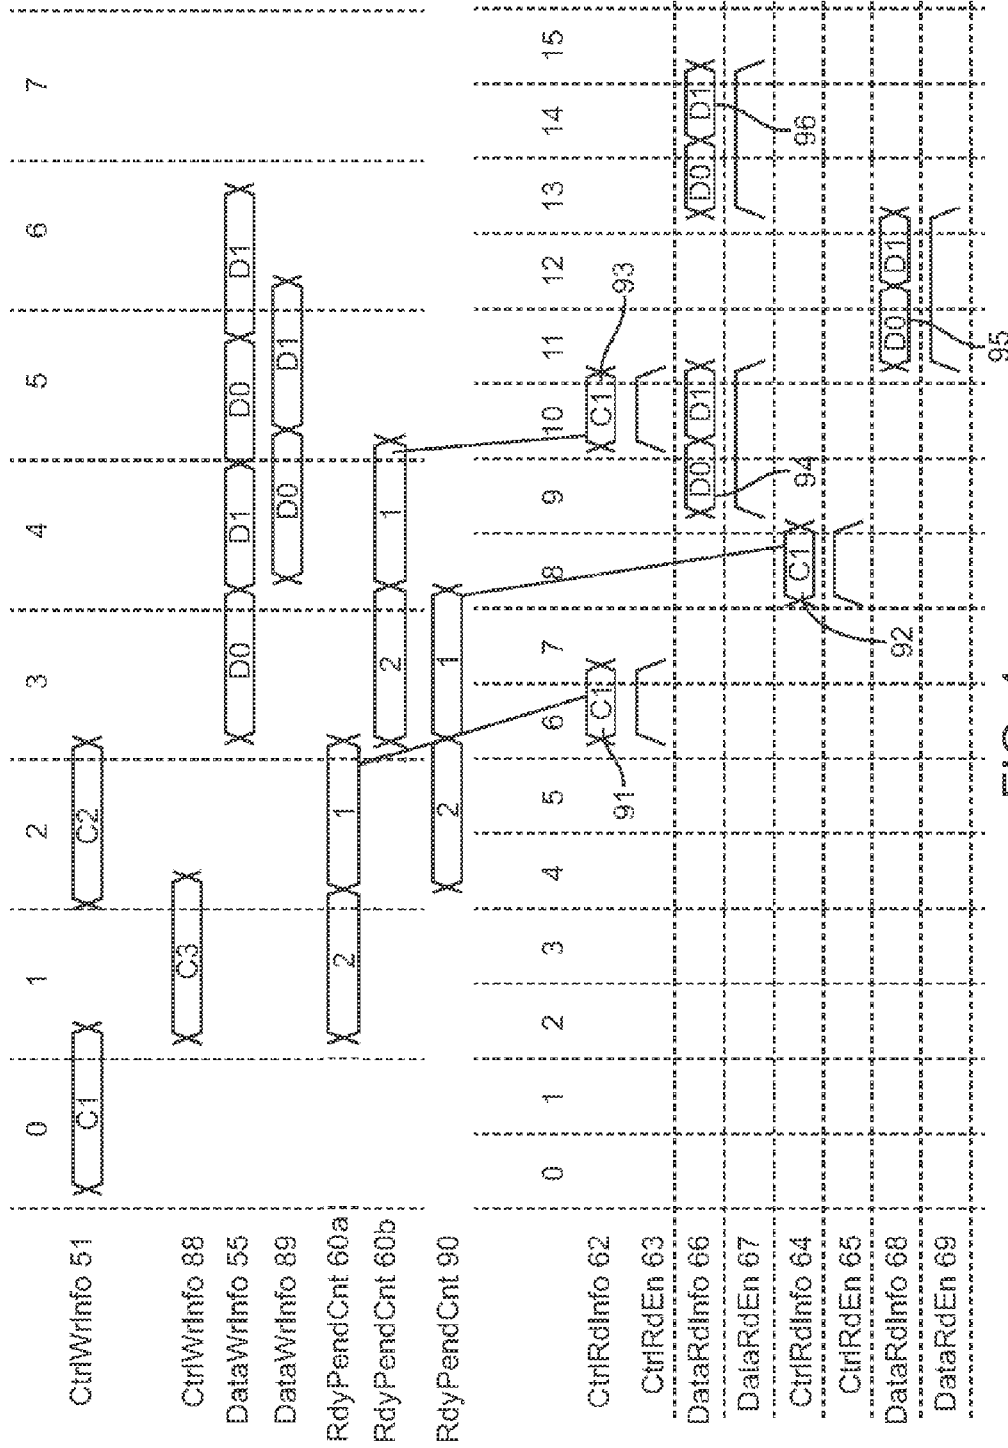 0 1 2 3 4 5 6 7
CtrlWrInfo 51 C1 C2
CtrlWrInfo 88 C3
DataWrInfo 55 D0 D1 D0 D1
DataWrInfo 89 D0 D1
RdyPendCnt 60a 2 1
RdyPendCnt 60b 2 1
RdyPendCnt 90 2 1
0 1 2 3 4 5 6 7 8 9 10 11 12 13 14 15
CtrlRdInfo 62 91 C1 C1 93
CtrlRdEn 63
DataRdInfo 66 D0 D1 D0 D1
DataRdEn 67
94 96
CtrlRdInfo 64 C1
CtrlRdEn 65
92
DataRdInfo 68 D0 D1
DataRdEn 69
95